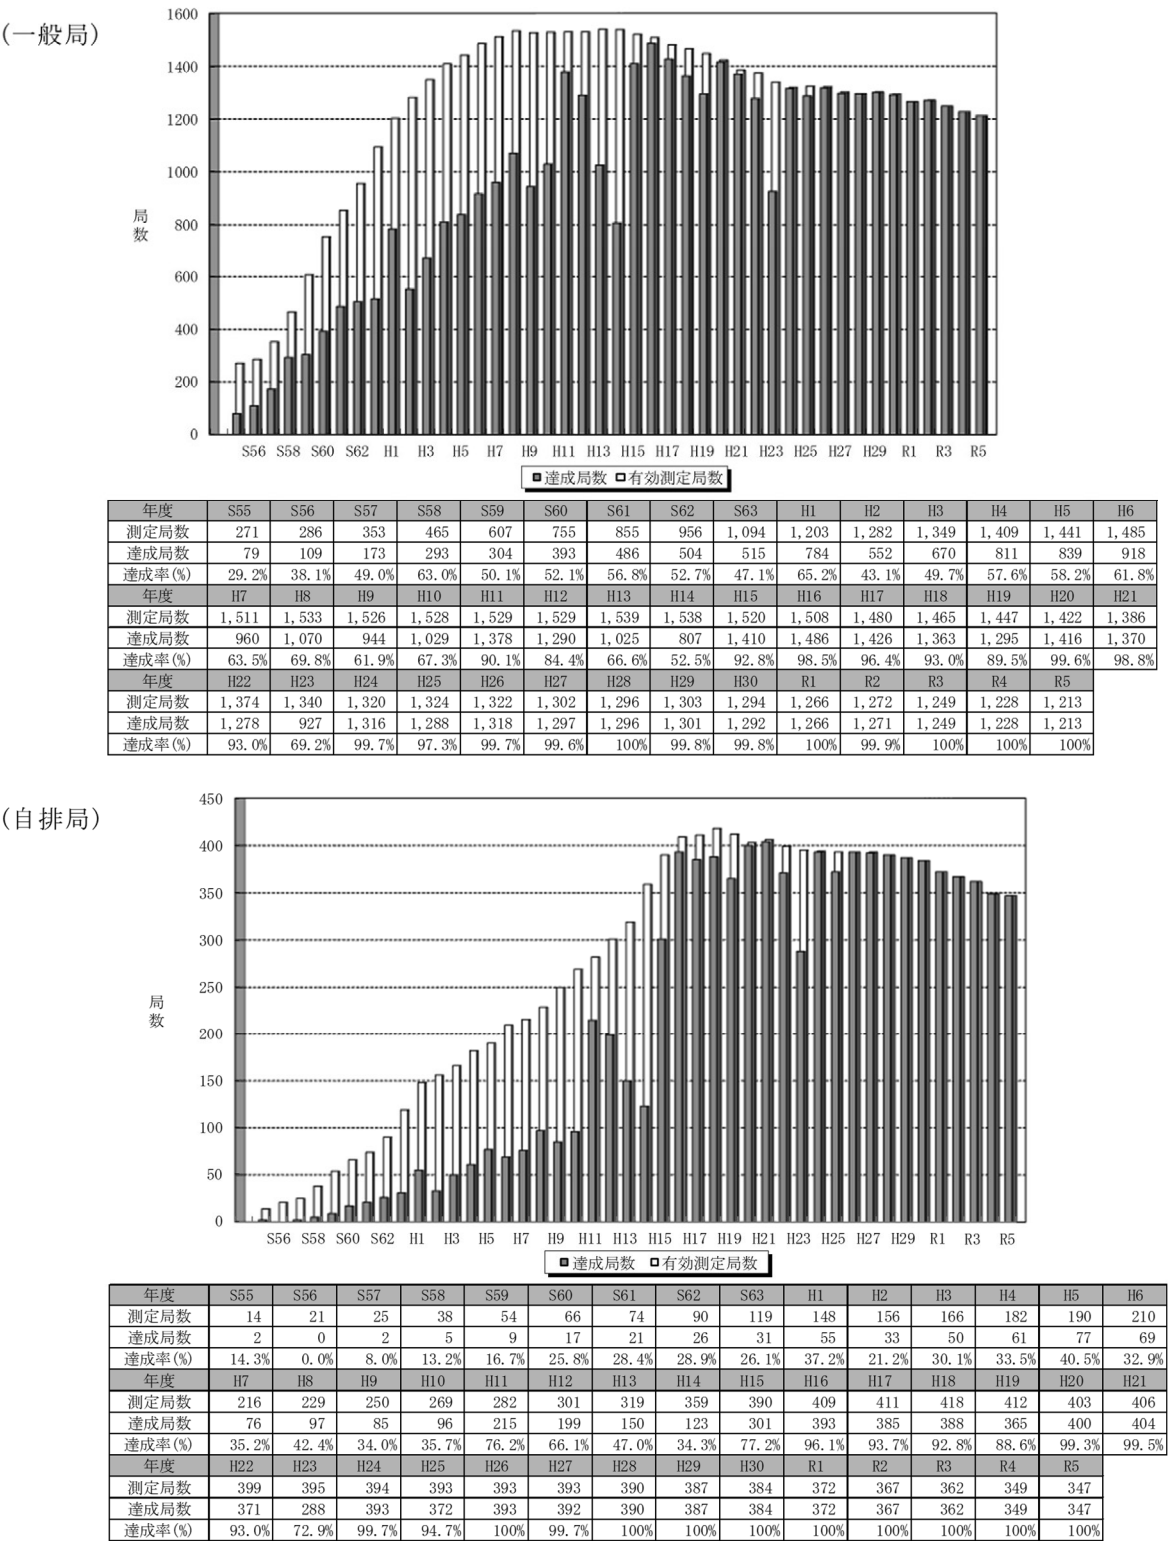 (一般局)
1600
1400
1200
1000
800
600
400
200
0
局数
S56 S58 S60 S62 H1 H3 H5 H7 H9 H11 H13 H15 H17 H19 H21 H23 H25 H27 H29 R1 R3 R5
達成局数 有効測定局数
年度 S55 S56 S57 S58 S59 S60 S61 S62 S63 H1 H2 H3 H4 H5 H6
測定局数 271 286 353 465 607 755 855 956 1,094 1,203 1,282 1,349 1,409 1,441 1,485
達成局数 79 109 173 293 304 393 486 504 515 784 552 670 811 839 918
達成率(%) 29.2% 38.1% 49.0% 63.0% 50.1% 52.1% 56.8% 52.7% 47.1% 65.2% 43.1% 49.7% 57.6% 58.2% 61.8%
年度 H7 H8 H9 H10 H11 H12 H13 H14 H15 H16 H17 H18 H19 H20 H21
測定局数 1,511 1,533 1,526 1,528 1,529 1,529 1,539 1,538 1,520 1,508 1,480 1,465 1,447 1,422 1,386
達成局数 960 1,070 944 1,029 1,378 1,290 1,025 807 1,410 1,486 1,426 1,363 1,295 1,416 1,370
達成率(%) 63.5% 69.8% 61.9% 67.3% 90.1% 84.4% 66.6% 52.5% 92.8% 98.5% 96.4% 93.0% 89.5% 99.6% 98.8%
年度 H22 H23 H24 H25 H26 H27 H28 H29 H30 R1 R2 R3 R4 R5
測定局数 1,374 1,340 1,320 1,324 1,322 1,302 1,296 1,303 1,294 1,266 1,272 1,249 1,228 1,213
達成局数 1,278 927 1,316 1,288 1,318 1,297 1,296 1,301 1,292 1,266 1,271 1,249 1,228 1,213
達成率(%) 93.0% 69.2% 99.7% 97.3% 99.7% 99.6% 100% 99.8% 99.8% 100% 99.9% 100% 100% 100%
(自排局)
450
400
350
300
250
200
150
100
50
0
局数
S56 S58 S60 S62 H1 H3 H5 H7 H9 H11 H13 H15 H17 H19 H21 H23 H25 H27 H29 R1 R3 R5
達成局数 有効測定局数
年度 S55 S56 S57 S58 S59 S60 S61 S62 S63 H1 H2 H3 H4 H5 H6
測定局数 14 21 25 38 54 66 74 90 119 148 156 166 182 190 210
達成局数 2 0 2 5 9 17 21 26 31 55 33 50 61 77 69
達成率(%) 14.3% 0.0% 8.0% 13.2% 16.7% 25.8% 28.4% 28.9% 26.1% 37.2% 21.2% 30.1% 33.5% 40.5% 32.9%
年度 H7 H8 H9 H10 H11 H12 H13 H14 H15 H16 H17 H18 H19 H20 H21
測定局数 216 229 250 269 282 301 319 359 390 409 411 418 412 403 406
達成局数 76 97 85 96 215 199 150 123 301 393 385 388 365 400 404
達成率(%) 35.2% 42.4% 34.0% 35.7% 76.2% 66.1% 47.0% 34.3% 77.2% 96.1% 93.7% 92.8% 88.6% 99.3% 99.5%
年度 H22 H23 H24 H25 H26 H27 H28 H29 H30 R1 R2 R3 R4 R5
測定局数 399 395 394 393 393 393 390 387 384 372 367 362 349 347
達成局数 371 288 393 372 393 392 390 387 384 372 367 362 349 347
達成率(%) 93.0% 72.9% 99.7% 94.7% 100% 99.7% 100% 100% 100% 100% 100% 100% 100% 100%